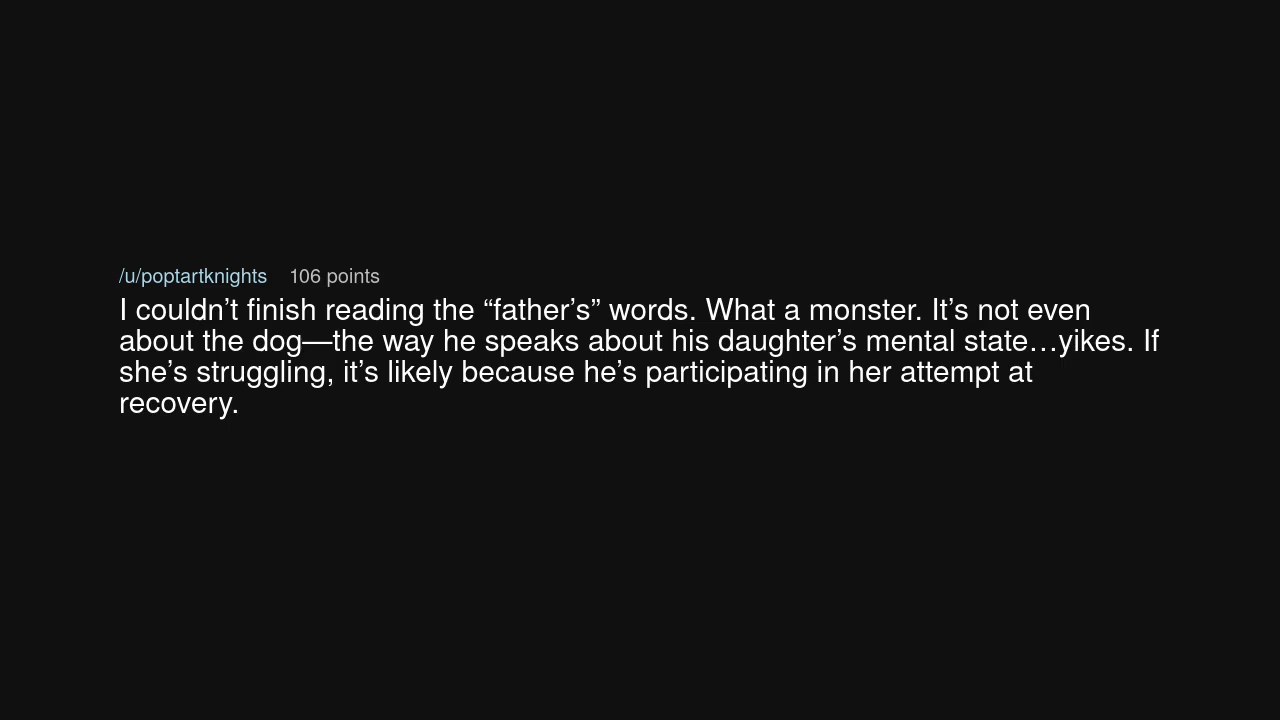 /u/poptartknights 106 points
I couldn’t finish reading the “father’s” words. What a monster. It’s not even
about the dog—the way he speaks about his daughter’s mental state…yikes. If
she’s struggling, it’s likely because he’s participating in her attempt at
recovery.